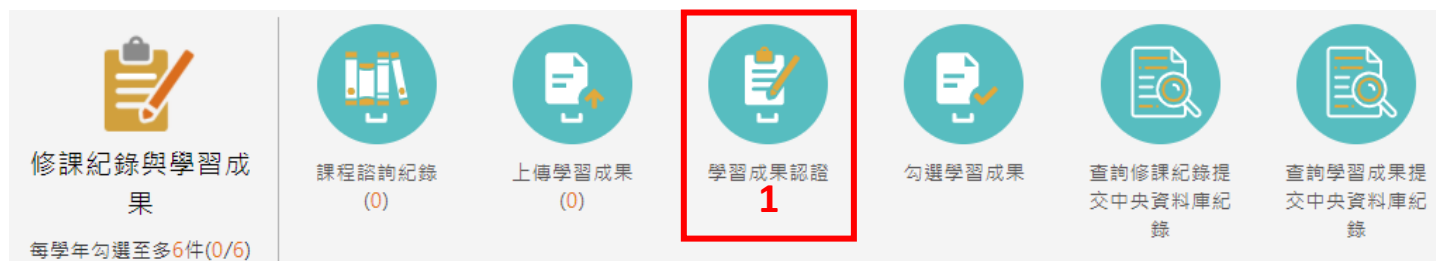 修課紀錄與學習成
果
每學年勾選至多6件(0/6)
課程諮詢紀錄
(0)
上傳學習成果
(0)
學習成果認證
1
勾選學習成果
查詢修課紀錄提
交中央資料庫紀
錄
查詢學習成果提
交中央資料庫紀
錄